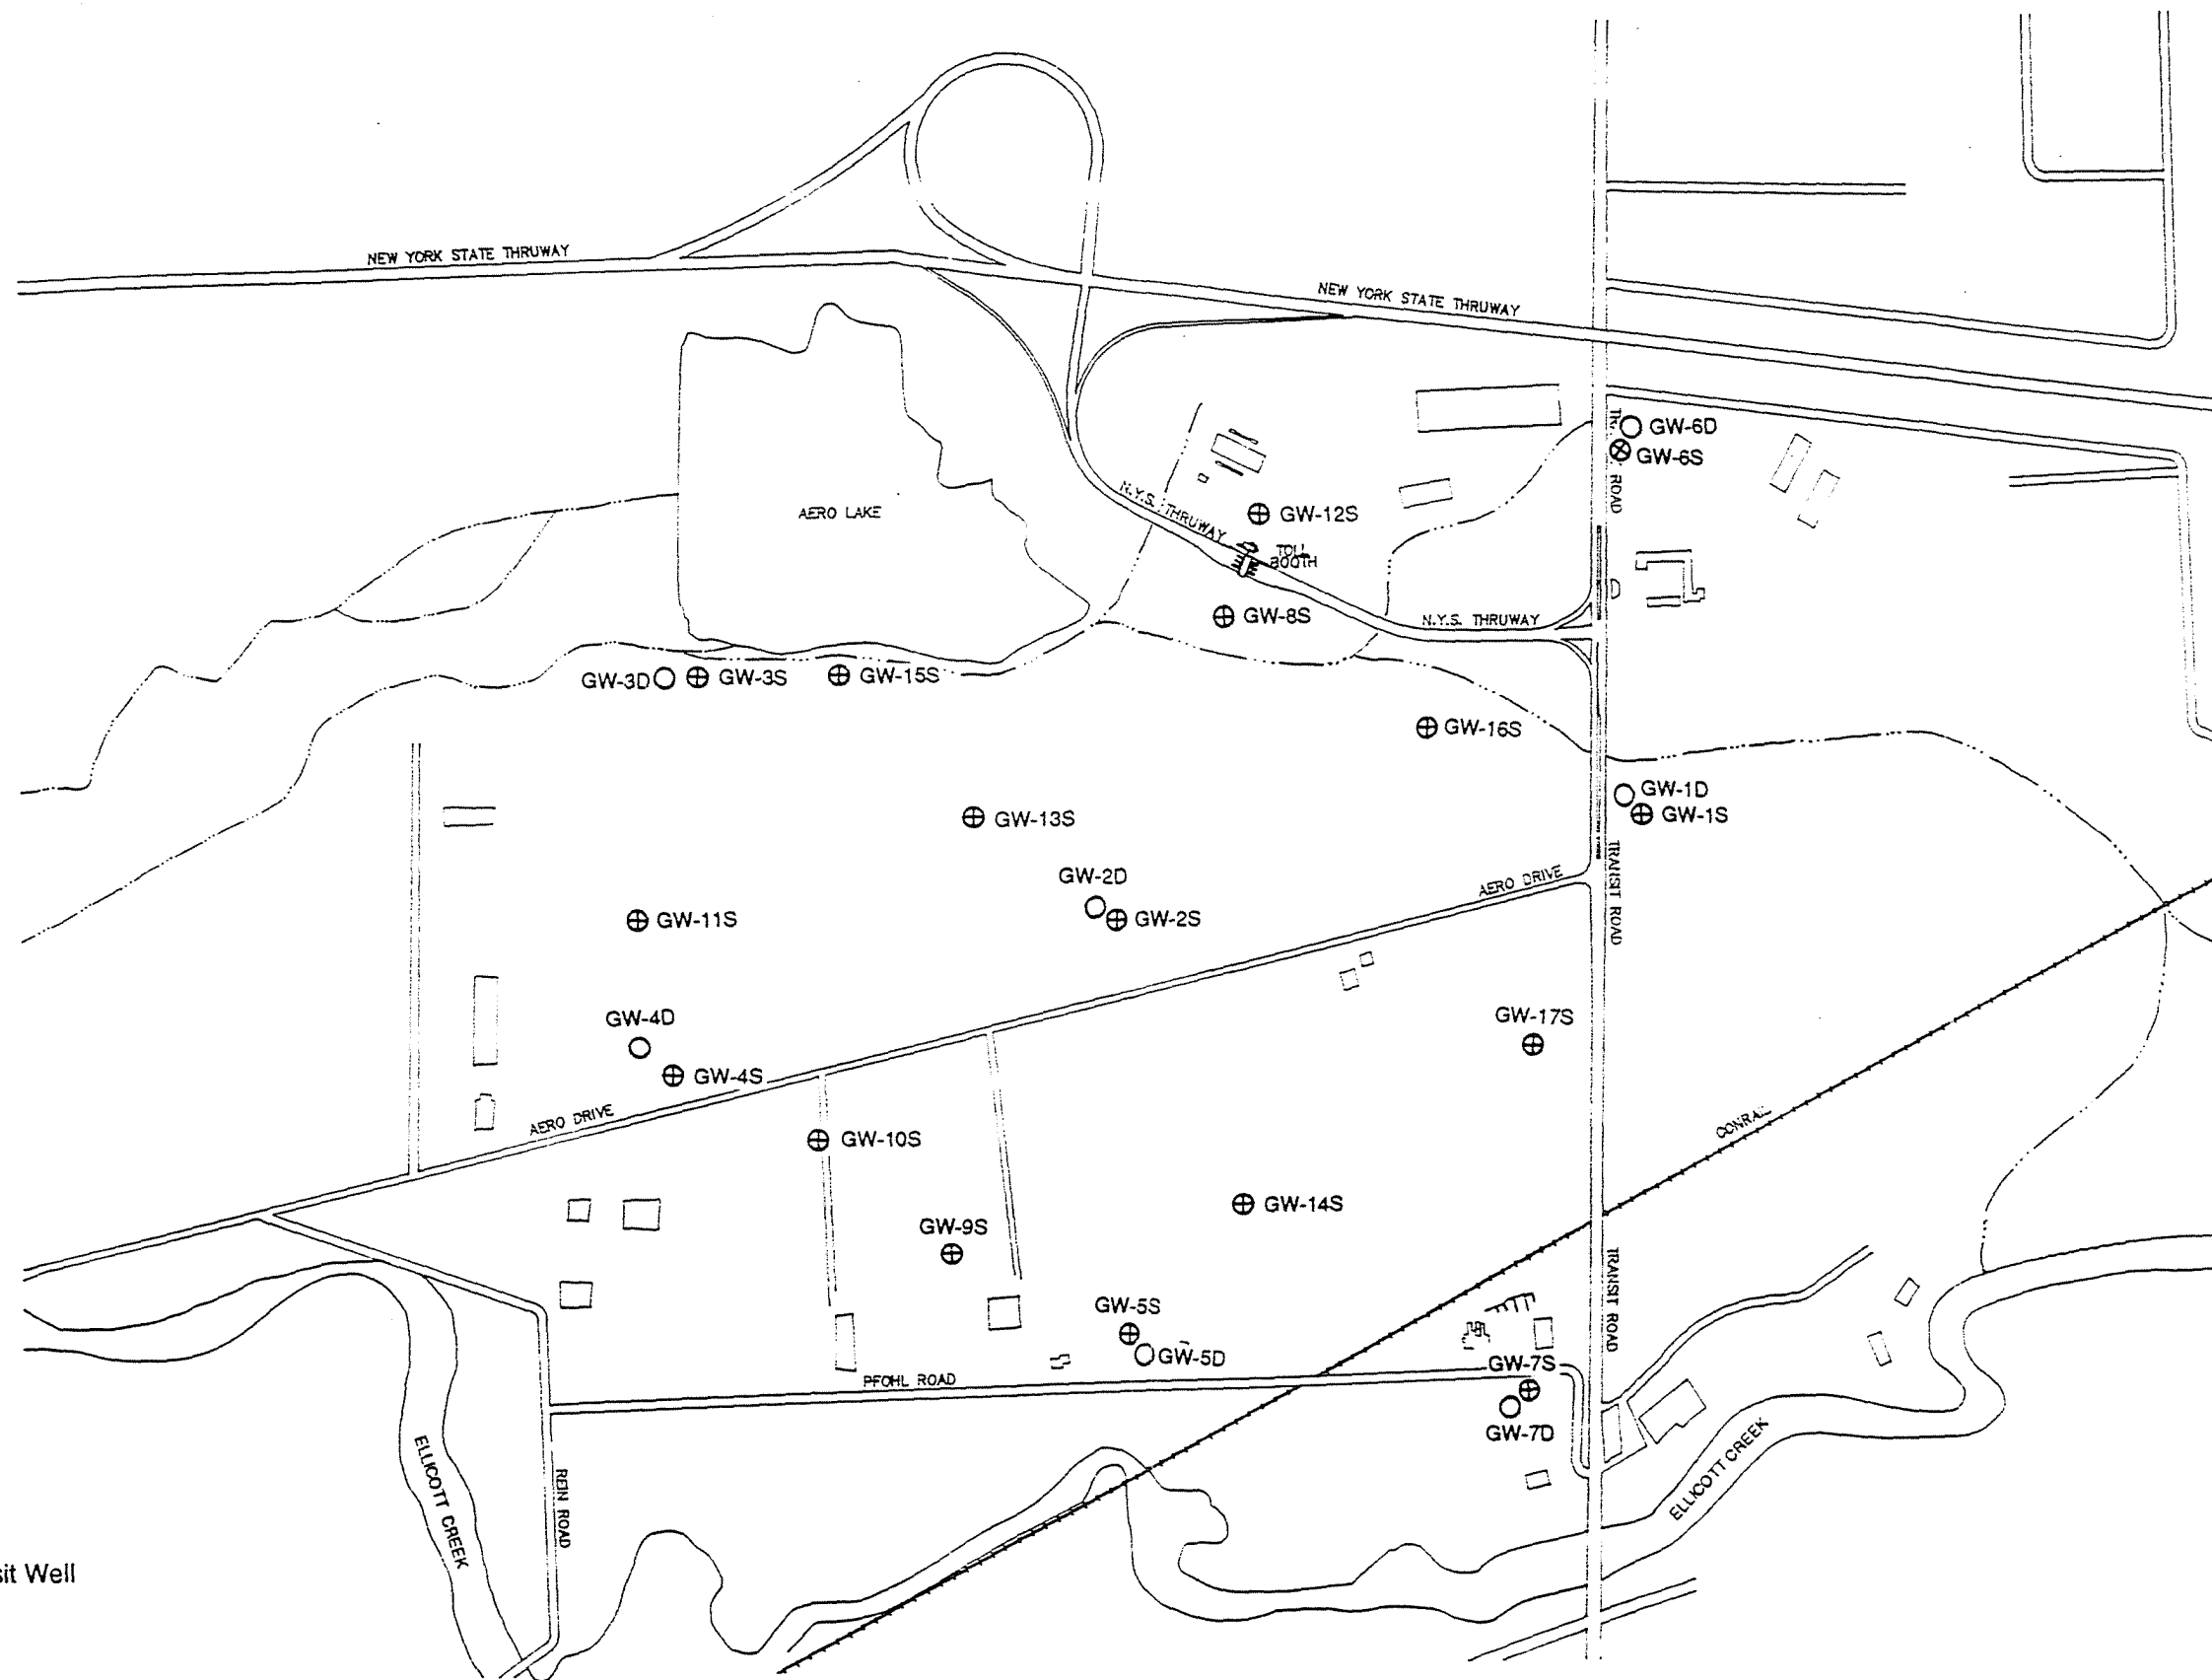 NEW YORK STATE THRUWAY
NEW YORK STATE THRUWAY
GW-6D
GW-6S
ROAD
AERO LAKE
N.Y.S. THRUWAY
GW-12S
TOLL
BOOTH
GW-8S
N.Y.S. THRUWAY
GW-3D
GW-3S
GW-15S
GW-16S
GW-1D
GW-1S
GW-13S
GW-2D
GW-2S
AERO DRIVE
TRANSIT ROAD
GW-11S
GW-4D
GW-4S
GW-17S
AERO DRIVE
GW-10S
CONRAIL
GW-14S
GW-9S
GW-5S
GW-5D
TRANSIT ROAD
GW-7S
PFOHL ROAD
GW-7D
ELLICOTT CREEK
REIN ROAD
ELLICOTT CREEK
Well